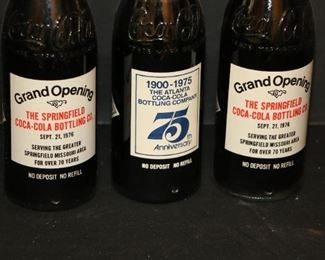 Coca-Cola
Grand Opening
THE SPRINGFIELD
COCA-COLA BOTTLING CO.
SEPT. 21, 1976
SERVING THE GREATER
SPRINGFIELD MISSOURI AREA
FOR OVER 70 YEARS
NO DEPOSIT NO REFILL
1900-1975
THE ATLANTA
COCA-COLA
BOTTLING COMPANY
75th
Anniversary
NO DEPOSIT NO REFILL
Grand Opening
THE SPRINGFIELD
COCA-COLA BOTTLING CO.
SEPT. 21, 1976
SERVING THE GREATER
SPRINGFIELD MISSOURI AREA
FOR OVER 70 YEARS
NO DEPOSIT NO REFILL